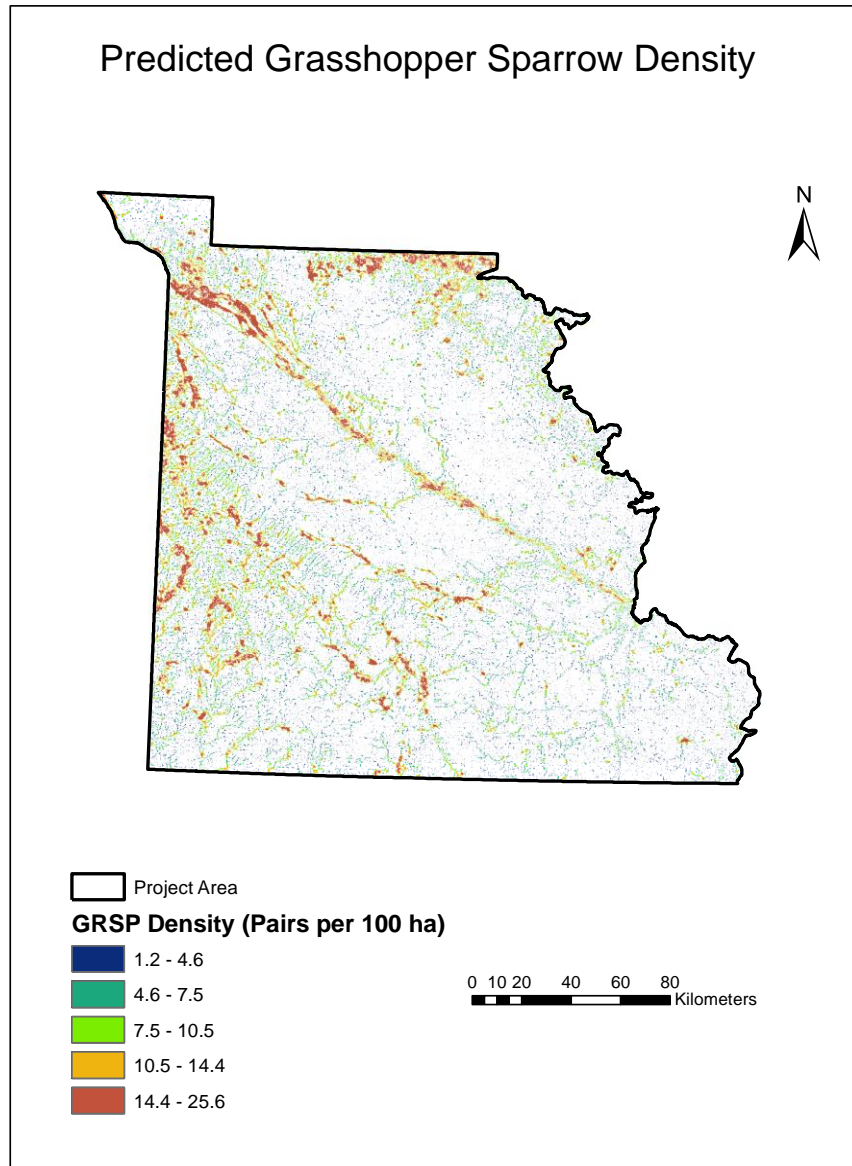 Predicted Grasshopper Sparrow Density
N
Project Area
GRSP Density (Pairs per 100 ha)
1.2 - 4.6
4.6 - 7.5
7.5 - 10.5
10.5 - 14.4
14.4 - 25.6
0 10 20 40 60 80
Kilometers